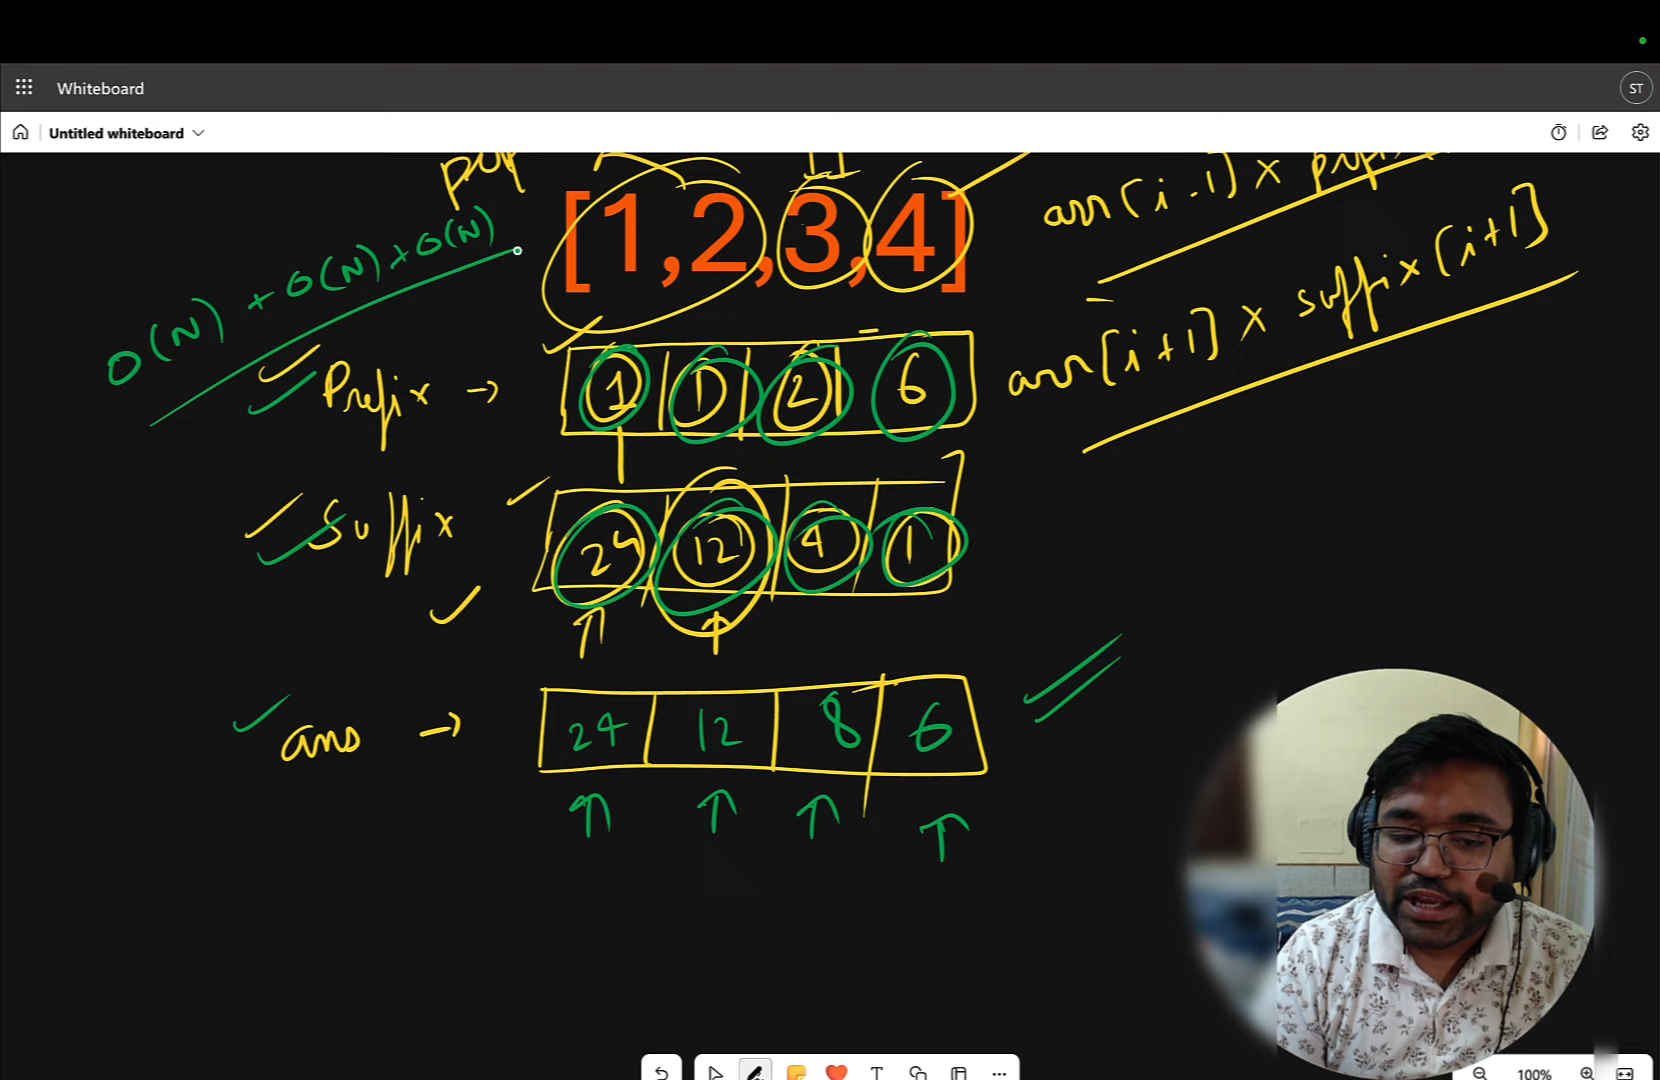 Whiteboard
ST
Untitled whiteboard
[1,2,3,4]
arr[i-1] x prefix
arr[i+1] x suffix[i+1]
O(N) + O(N) + O(N)
Prefix → 1 1 2 6
Suffix 24 12 4 1
ans → 24 12 8 6
100%